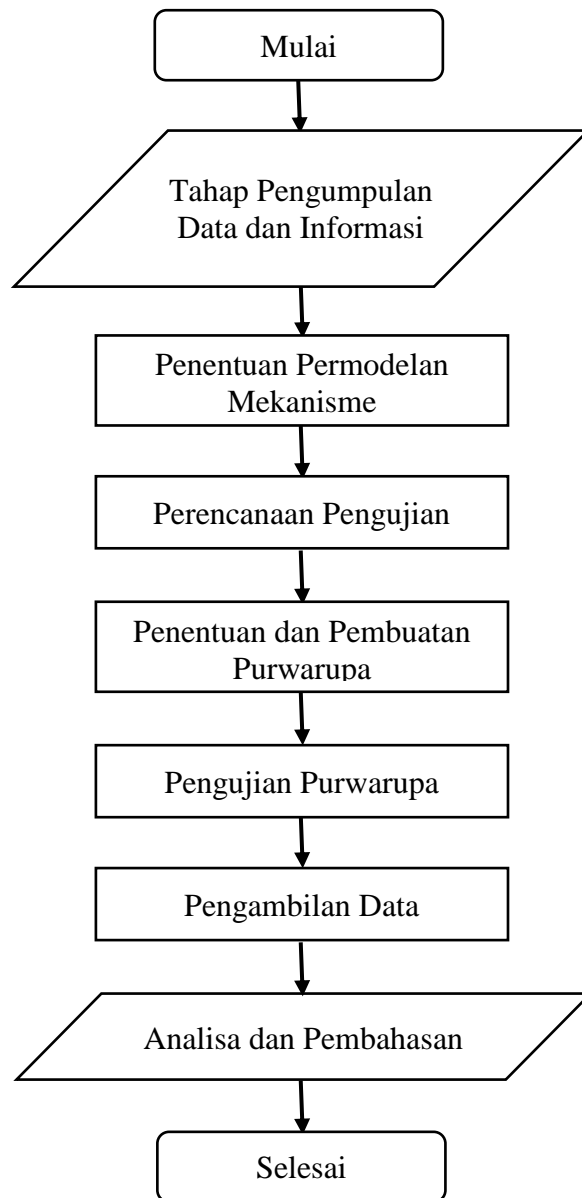 Mulai
Tahap Pengumpulan
Data dan Informasi
Penentuan Permodelan
Mekanisme
Perencanaan Pengujian
Penentuan dan Pembuatan
Purwarupa
Pengujian Purwarupa
Pengambilan Data
Analisa dan Pembahasan
Selesai